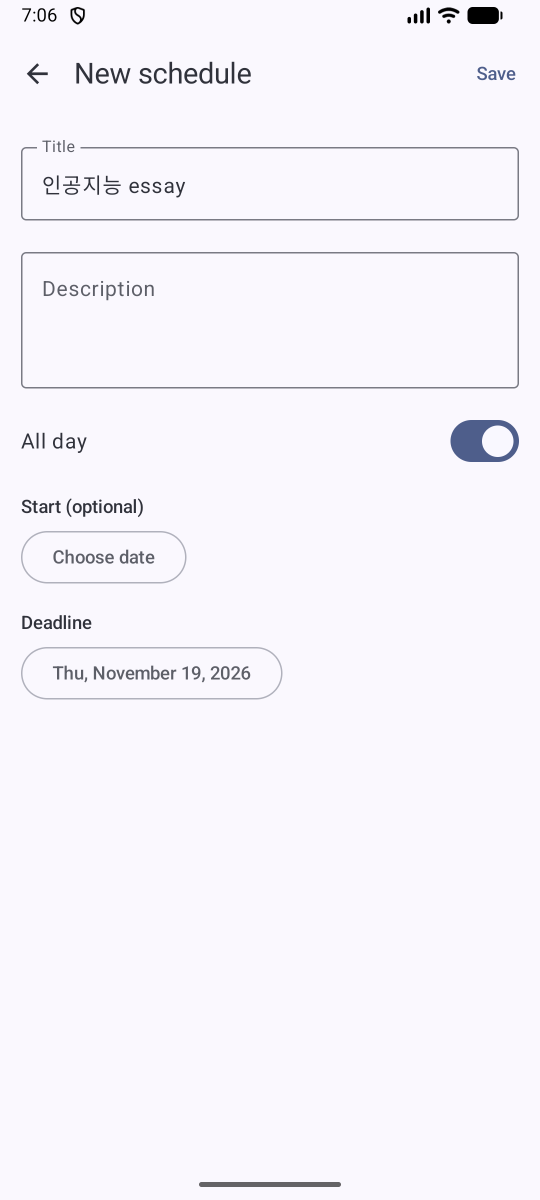 7:06
New schedule
Save
Title
인공지능 essay
Description
All day
Start (optional)
Choose date
Deadline
Thu, November 19, 2026